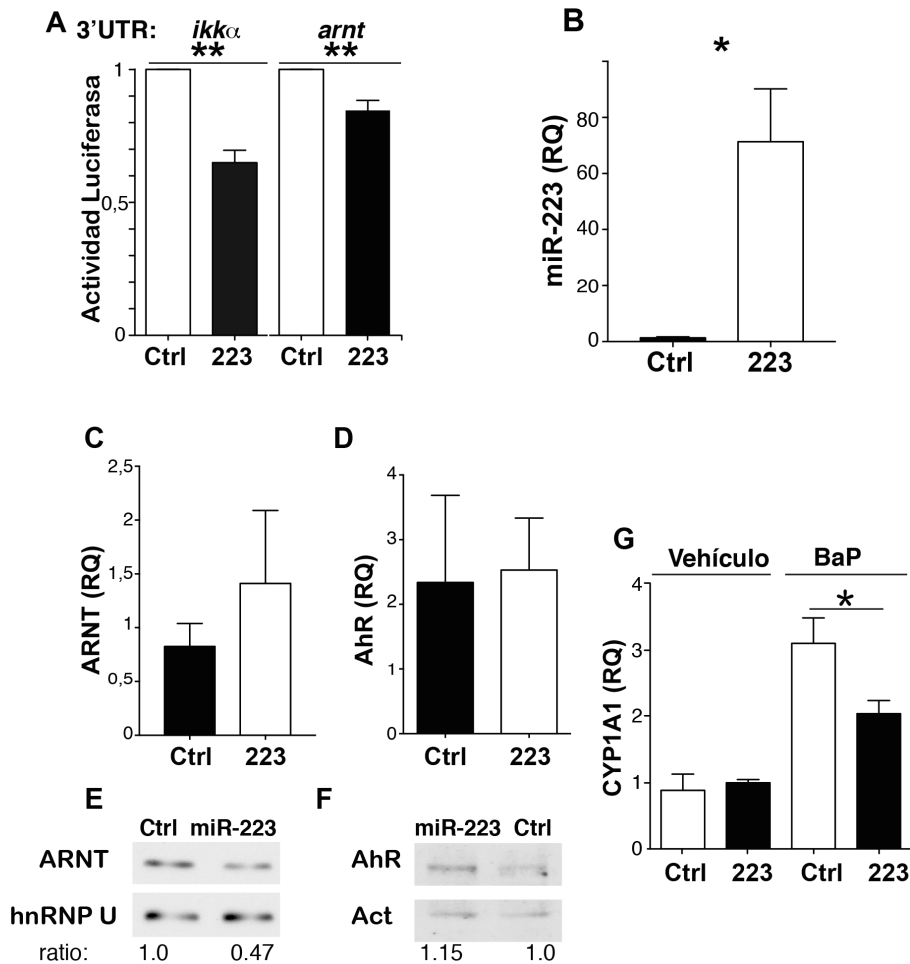 A
3'UTR: ikkα arnt
** **
Actividad Luciferasa
1
0,5
0
Ctrl 223 Ctrl 223
B
*
miR-223 (RQ)
80
60
40
20
0
Ctrl 223
C
ARNT (RQ)
2,5
2
1,5
1
0,5
0
Ctrl 223
D
AhR (RQ)
4
3
2
1
0
Ctrl 223
E
Ctrl miR-223
ARNT
hnRNP U
ratio: 1.0 0.47
F
miR-223 Ctrl
AhR
Act
1.15 1.0
G
Vehículo BaP
*
CYP1A1 (RQ)
4
3
2
1
0
Ctrl 223 Ctrl 223